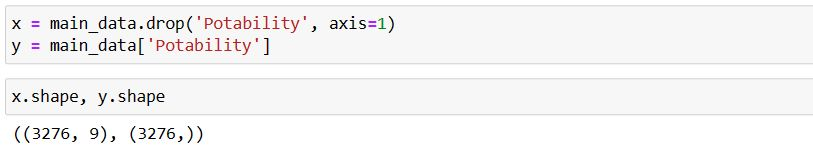 x = main_data.drop('Potability', axis=1)
y = main_data['Potability']
x.shape, y.shape
((3276, 9), (3276,))